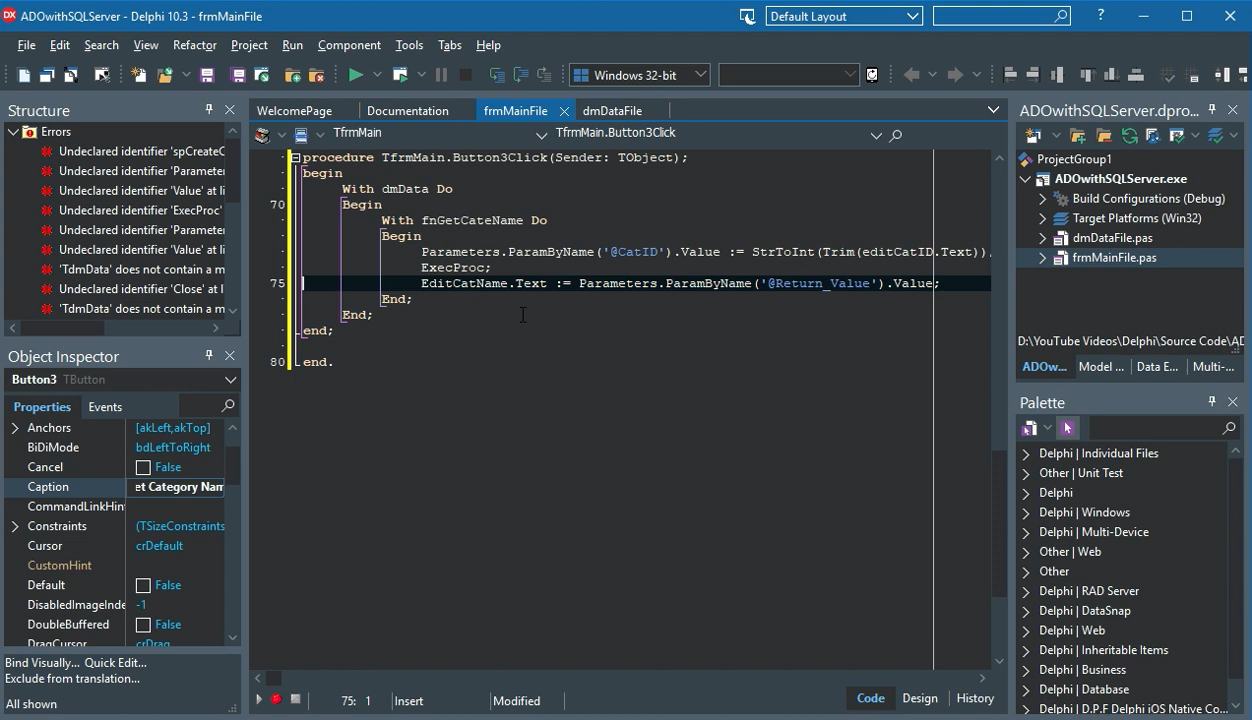 ADOwithSQLServer - Delphi 10.3 - frmMainFile
Default Layout
File Edit Search View Refactor Project Run Component Tools Tabs Help
Windows 32-bit
Structure
Errors
Undeclared identifier 'spCreateC
Undeclared identifier 'Paramete
Undeclared identifier 'Value' at li
Undeclared identifier 'ExecProc'
Undeclared identifier 'Paramete
Undeclared identifier 'Value' at li
'TdmData' does not contain a m
Undeclared identifier 'Close' at l
'TdmData' does not contain a m
Object Inspector
Button3 TButton
Properties Events
Anchors [akLeft,akTop]
BiDiMode bdLeftToRight
Cancel False
Caption et Category Nam
CommandLinkHin
Constraints (TSizeConstraints
Cursor crDefault
CustomHint
Default False
DisabledImageInde -1
DoubleBuffered False
DragCursor crDrag
Bind Visually... Quick Edit...
Exclude from translation...
All shown
WelcomePage Documentation frmMainFile dmDataFile
TfrmMain TfrmMain.Button3Click
procedure TfrmMain.Button3Click(Sender: TObject);
begin
With dmData Do
70 Begin
With fnGetCateName Do
Begin
Parameters.ParamByName('@CatID').Value := StrToInt(Trim(editCatID.Text))
ExecProc;
75 EditCatName.Text := Parameters.ParamByName('@Return_Value').Value;
End;
End;
end;
80 end.
75: 1 Insert Modified
Code Design History
ADOwithSQLServer.dpro...
ProjectGroup1
ADOwithSQLServer.exe
Build Configurations (Debug)
Target Platforms (Win32)
dmDataFile.pas
frmMainFile.pas
D:\YouTube Videos\Delphi\Source Code\AD
ADOw... Model ... Data E... Multi-...
Palette
Delphi | Individual Files
Other | Unit Test
Delphi
Delphi | Windows
Delphi | Multi-Device
Other | Web
Other
RAD Server
Delphi | DataSnap
Delphi | Web
Delphi | Inheritable Items
Delphi | Business
Delphi | Database
Delphi | D.P.F Delphi iOS Native Co...